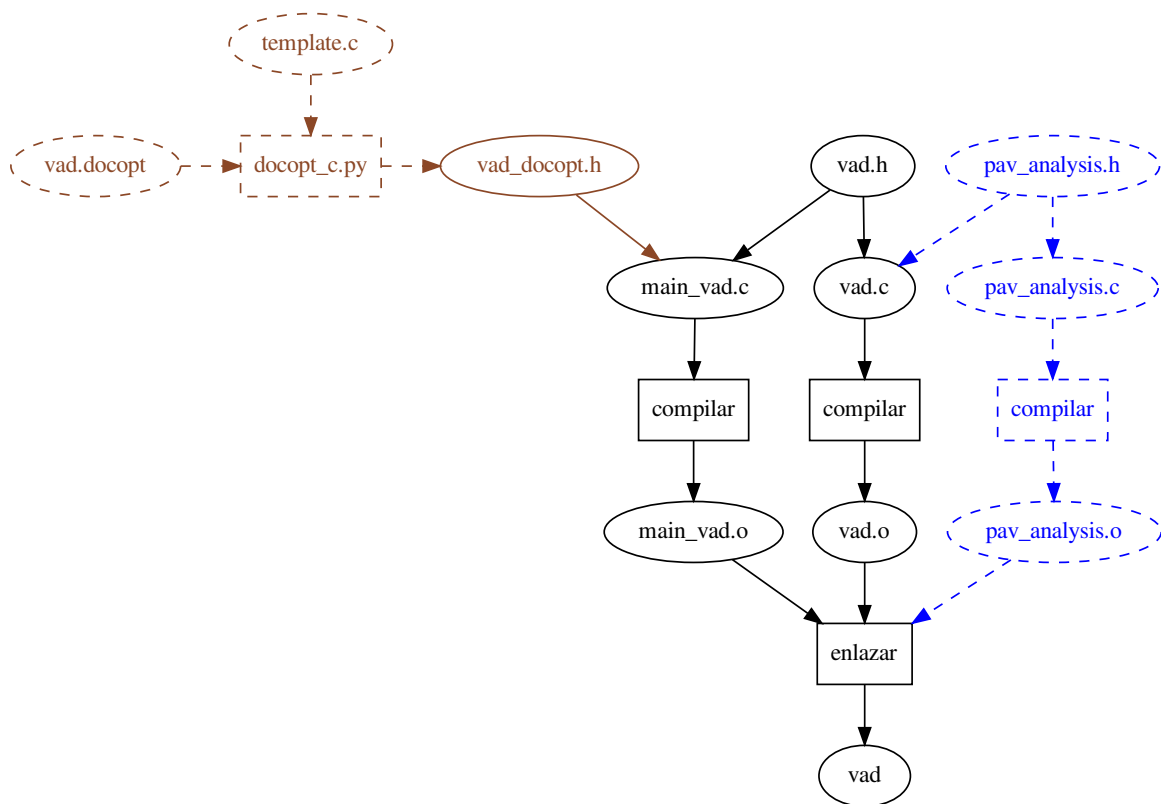 template.c
vad.docopt
docopt_c.py
vad_docopt.h
vad.h
pav_analysis.h
main_vad.c
vad.c
pav_analysis.c
compilar
compilar
compilar
main_vad.o
vad.o
pav_analysis.o
enlazar
vad